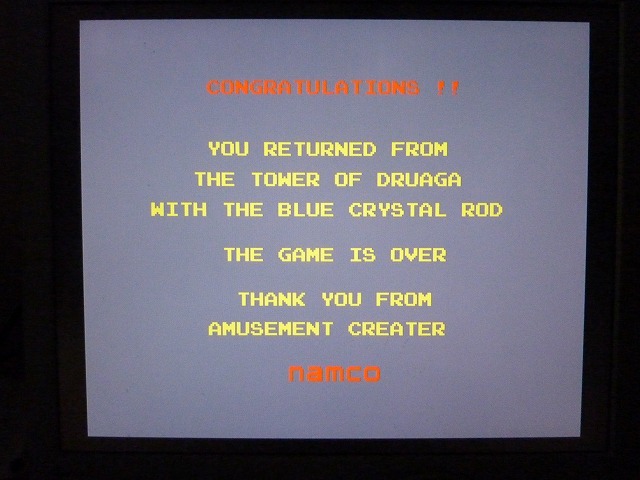 CONGRATULATIONS !!
YOU RETURNED FROM
THE TOWER OF DRUAGA
WITH THE BLUE CRYSTAL ROD
THE GAME IS OVER
THANK YOU FROM
AMUSEMENT CREATER
namco